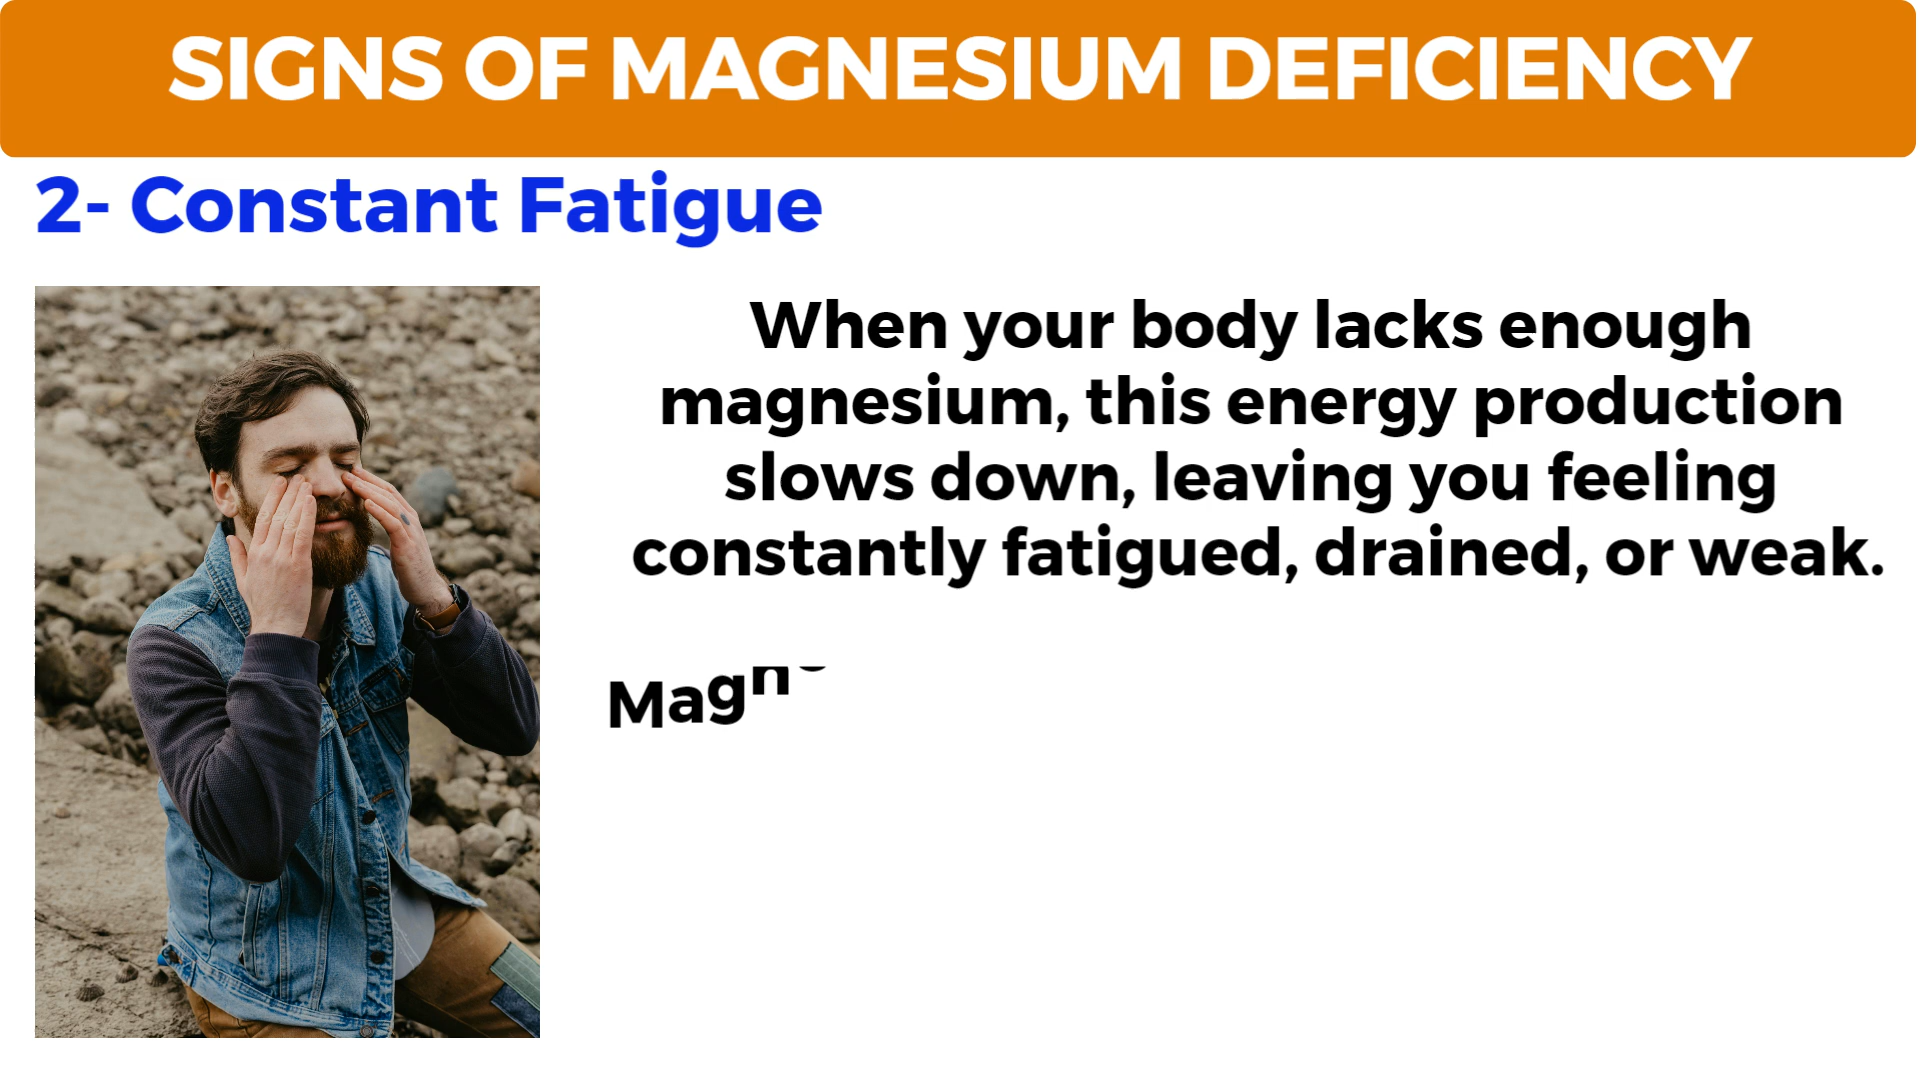 SIGNS OF MAGNESIUM DEFICIENCY
2- Constant Fatigue
When your body lacks enough
magnesium, this energy production
slows down, leaving you feeling
constantly fatigued, drained, or weak.
Magn